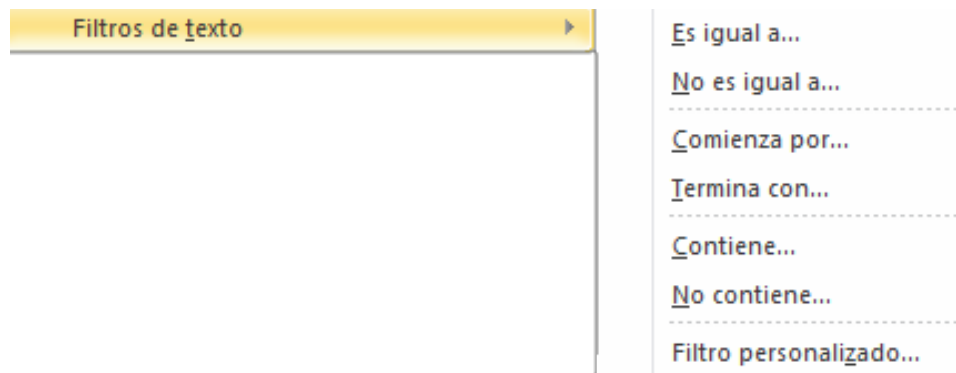 Filtros de texto
Es igual a...
No es igual a...
Comienza por...
Termina con...
Contiene...
No contiene...
Filtro personalizado...